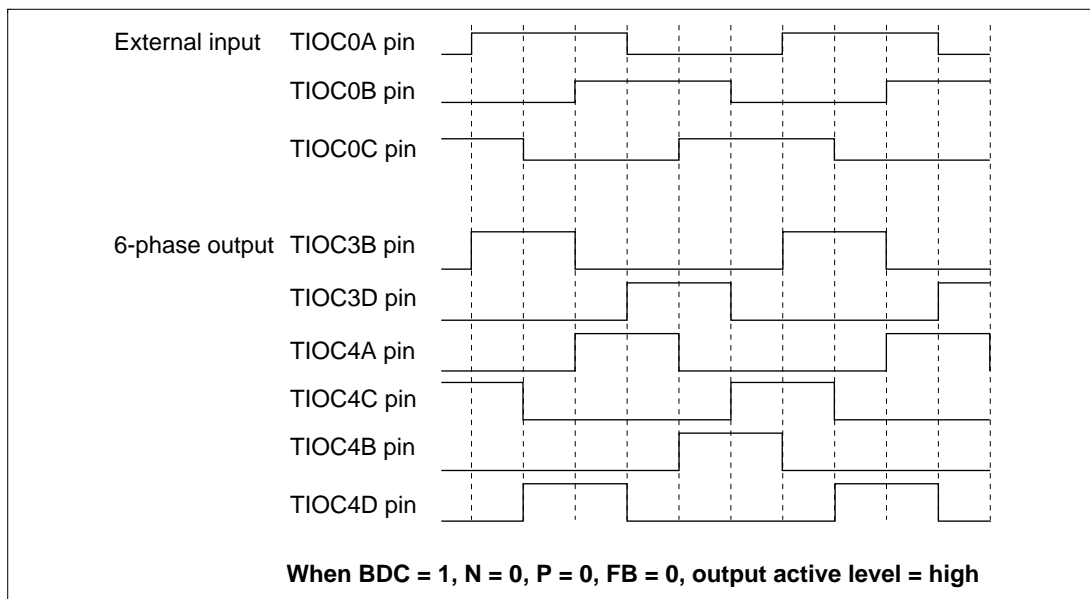 External input TIOC0A pin
TIOC0B pin
TIOC0C pin
6-phase output TIOC3B pin
TIOC3D pin
TIOC4A pin
TIOC4C pin
TIOC4B pin
TIOC4D pin
When BDC = 1, N = 0, P = 0, FB = 0, output active level = high